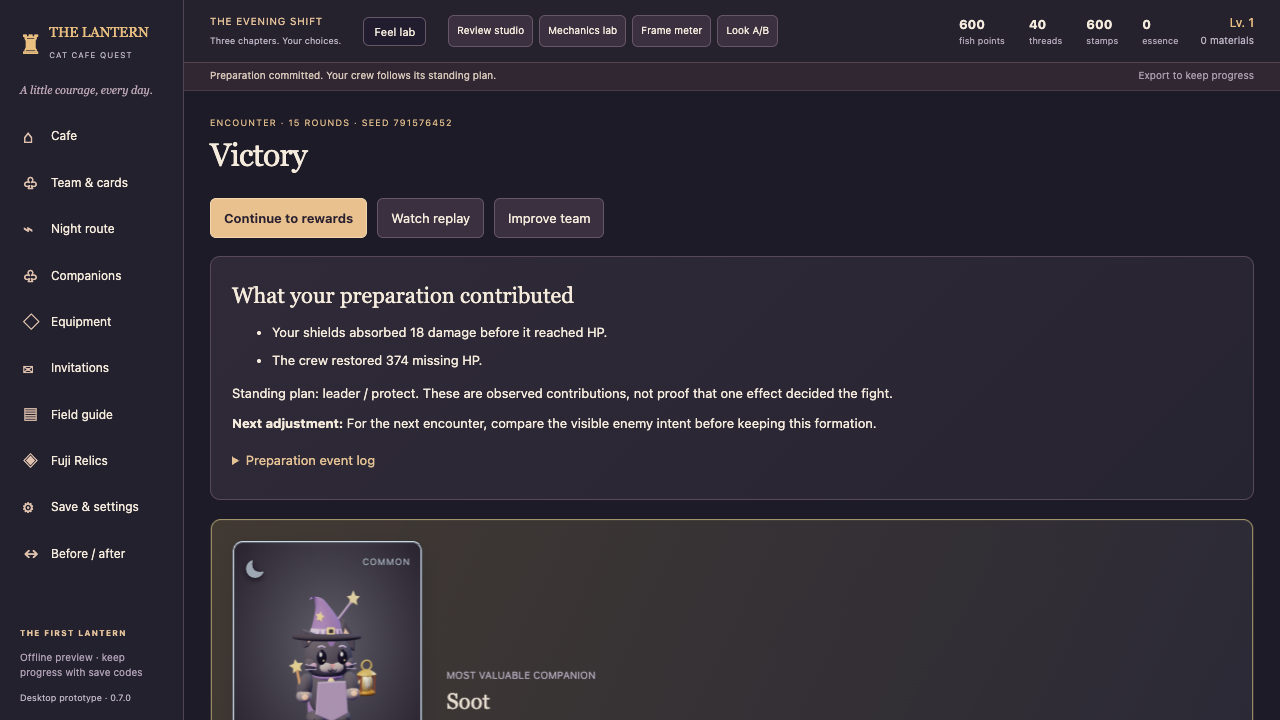 THE LANTERN
CAT CAFE QUEST
A little courage, every day.
Cafe
Team & cards
Night route
Companions
Equipment
Invitations
Field guide
Fuji Relics
Save & settings
Before / after
THE FIRST LANTERN
Offline preview · keep
progress with save codes
Desktop prototype · 0.7.0
THE EVENING SHIFT
Three chapters. Your choices.
Feel lab
Review studio
Mechanics lab
Frame meter
Look A/B
600
fish points
40
threads
600
stamps
0
essence
Lv. 1
0 materials
Preparation committed. Your crew follows its standing plan.
Export to keep progress
ENCOUNTER · 15 ROUNDS · SEED 791576452
Victory
Continue to rewards
Watch replay
Improve team
What your preparation contributed
• Your shields absorbed 18 damage before it reached HP.
• The crew restored 374 missing HP.
Standing plan: leader / protect. These are observed contributions, not proof that one effect decided the fight.
Next adjustment: For the next encounter, compare the visible enemy intent before keeping this formation.
Preparation event log
COMMON
MOST VALUABLE COMPANION
Soot